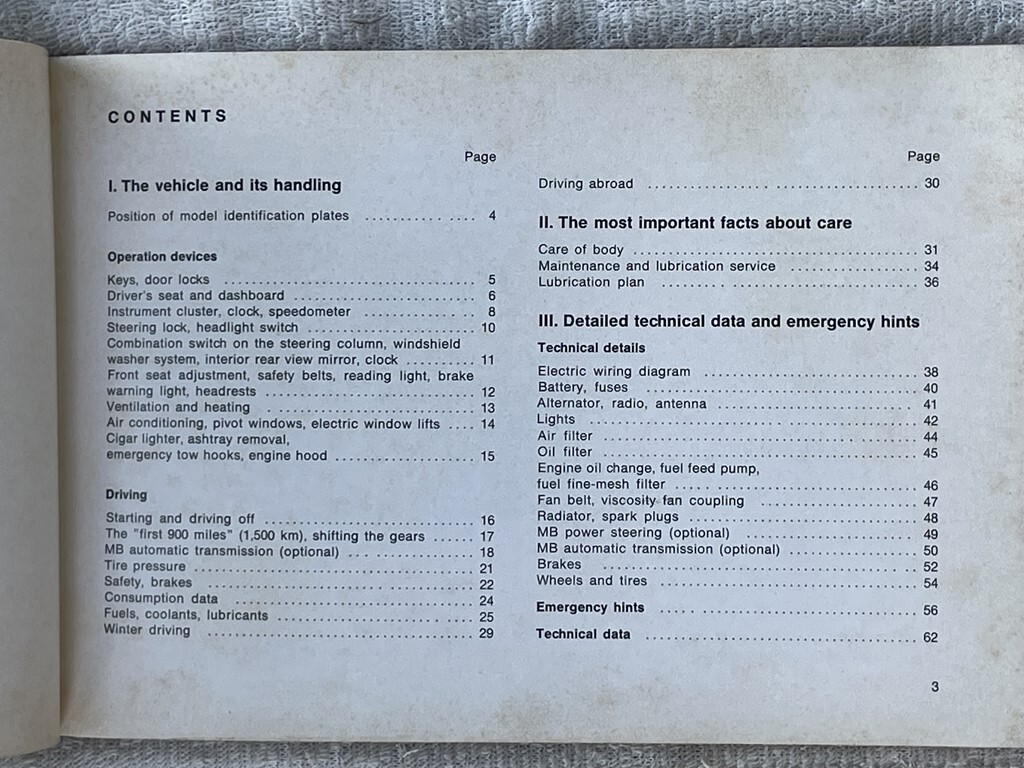 CONTENTS
Page
I. The vehicle and its handling
Position of model identification plates ............. 4
Operation devices
Keys, door locks ............................... 5
Driver's seat and dashboard ......................... 6
Instrument cluster, clock, speedometer ............... 8
Steering lock, headlight switch ....................... 10
Combination switch on the steering column, windshield
washer system, interior rear view mirror, clock .......... 11
Front seat adjustment, safety belts, reading light, brake
warning light, headrests ............................. 12
Ventilation and heating ............................. 13
Air conditioning, pivot windows, electric window lifts .... 14
Cigar lighter, ashtray removal,
emergency tow hooks, engine hood ................... 15
Driving
Starting and driving off ............................. 16
The "first 900 miles" (1,500 km), shifting the gears ...... 17
MB automatic transmission (optional) ................. 18
Tire pressure ...................................... 21
Safety, brakes ..................................... 22
Consumption data ................................. 24
Fuels, coolants, lubricants ........................... 25
Winter driving ..................................... 29
Page
Driving abroad ...................................... 30
II. The most important facts about care
Care of body ....................................... 31
Maintenance and lubrication service ................. 34
Lubrication plan ................................... 36
III. Detailed technical data and emergency hints
Technical details
Electric wiring diagram ............................. 38
Battery, fuses ..................................... 40
Alternator, radio, antenna ........................... 41
Lights ............................................ 42
Air filter .......................................... 44
Oil filter .......................................... 45
Engine oil change, fuel feed pump,
fuel fine-mesh filter ................................. 46
Fan belt, viscosity fan coupling ....................... 47
Radiator, spark plugs ............................... 48
MB power steering (optional) ....................... 49
MB automatic transmission (optional) ................. 50
Brakes ........................................... 52
Wheels and tires ................................... 54
Emergency hints ................................... 56
Technical data ..................................... 62
3